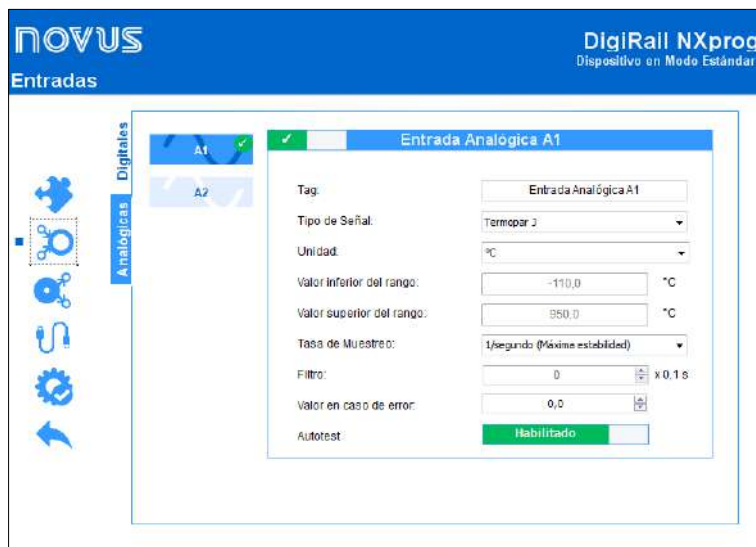 NOVUS
DigiRail NXprog
Dispositivo en Modo Estándar
Entradas
Digitales
Analógicas
A1
A2
Entrada Analógica A1
Tag: Entrada Analógica A1
Tipo de Señal: Termopar J
Unidad: ºC
Valor inferior del rango: -110,0 °C
Valor superior del rango: 950,0 °C
Tasa de Muestreo: 1/segundo (Máxima estabilidad)
Filtro: 0 x 0,1 s
Valor en caso de error: 0,0
Autotest Habilitado